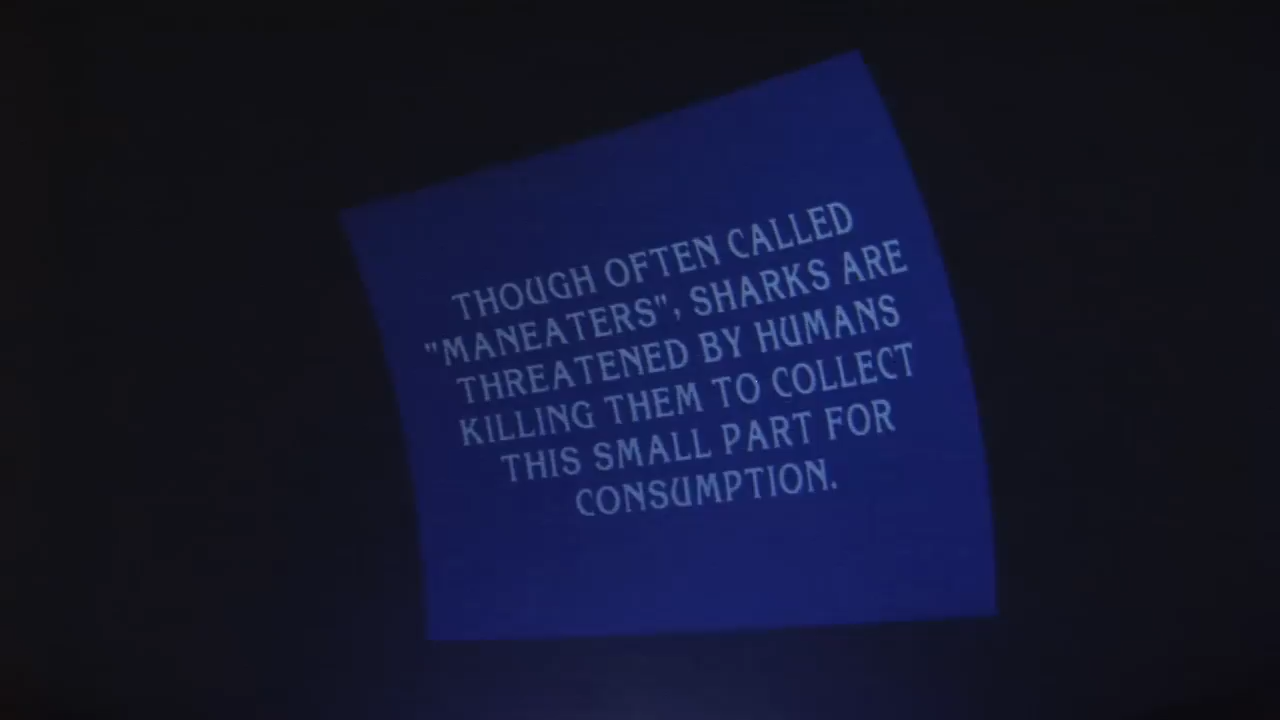 THOUGH OFTEN CALLED
"MANEATERS", SHARKS ARE
THREATENED BY HUMANS
KILLING THEM TO COLLECT
THIS SMALL PART FOR
CONSUMPTION.